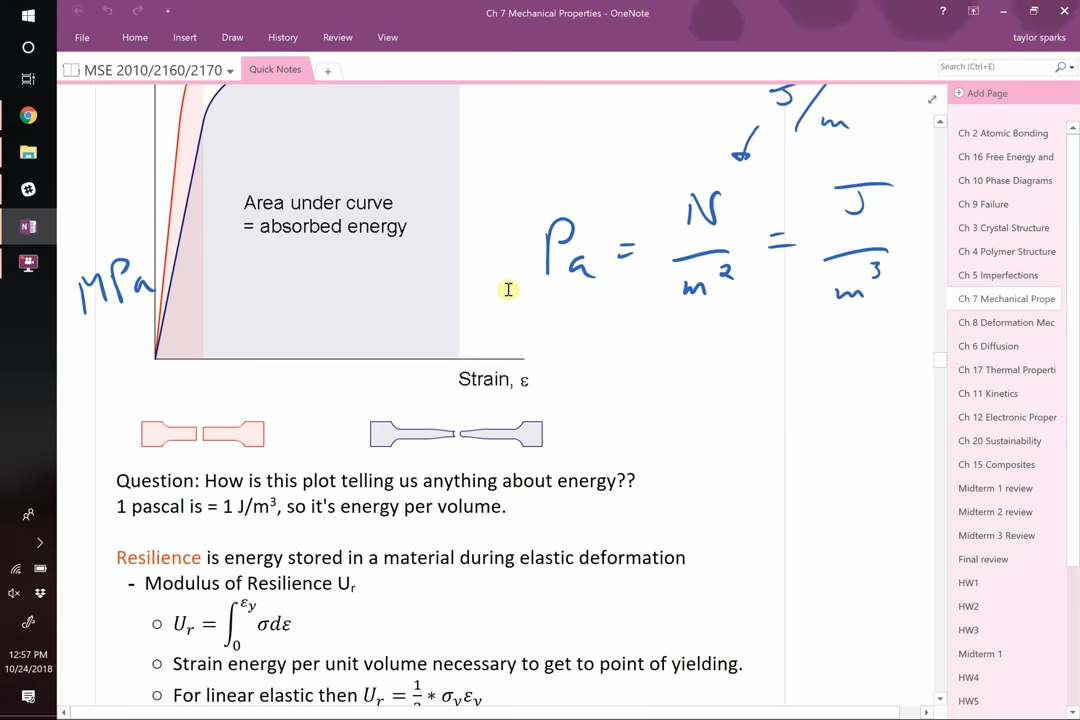 Ch 7 Mechanical Properties - OneNote
?
File
Home
Insert
Draw
History
Review
View
taylor sparks
MSE 2010/2160/2170
Quick Notes
+
Search (Ctrl+E)
Add Page
Ch 2 Atomic Bonding
Ch 16 Free Energy and
Ch 10 Phase Diagrams
Ch 9 Failure
Ch 3 Crystal Structure
Ch 4 Polymer Structure
Ch 5 Imperfections
Ch 7 Mechanical Prope
Ch 8 Deformation Mec
Ch 6 Diffusion
Ch 17 Thermal Properti
Ch 11 Kinetics
Ch 12 Electronic Proper
Ch 20 Sustainability
Ch 15 Composites
Midterm 1 review
Midterm 2 review
Midterm 3 Review
Final review
HW1
HW2
HW3
Midterm 1
HW4
HW5
J/m
Pa = N/m² = J/m³
Area under curve
= absorbed energy
MPa
Strain, ε
Question: How is this plot telling us anything about energy??
1 pascal is = 1 J/m³, so it's energy per volume.
Resilience is energy stored in a material during elastic deformation
- Modulus of Resilience Uᵣ
○ Uᵣ = ∫₀^εy σdε
○ Strain energy per unit volume necessary to get to point of yielding.
○ For linear elastic then Uᵣ = 1/2 * σyεy
12:57 PM
10/24/2018